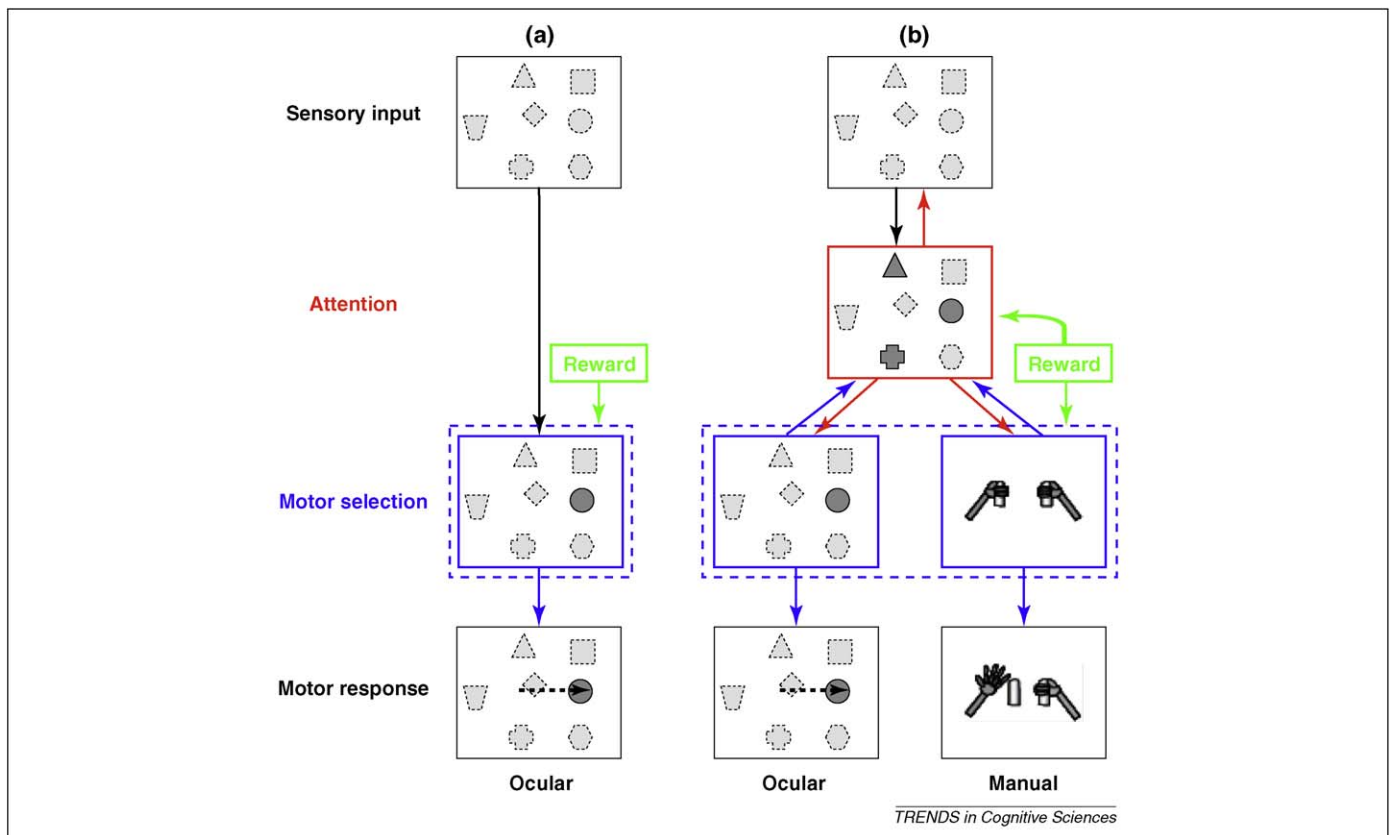 (a)
(b)
Sensory input
Attention
Reward
Reward
Motor selection
Motor response
Ocular
Ocular
Manual
TRENDS in Cognitive Sciences